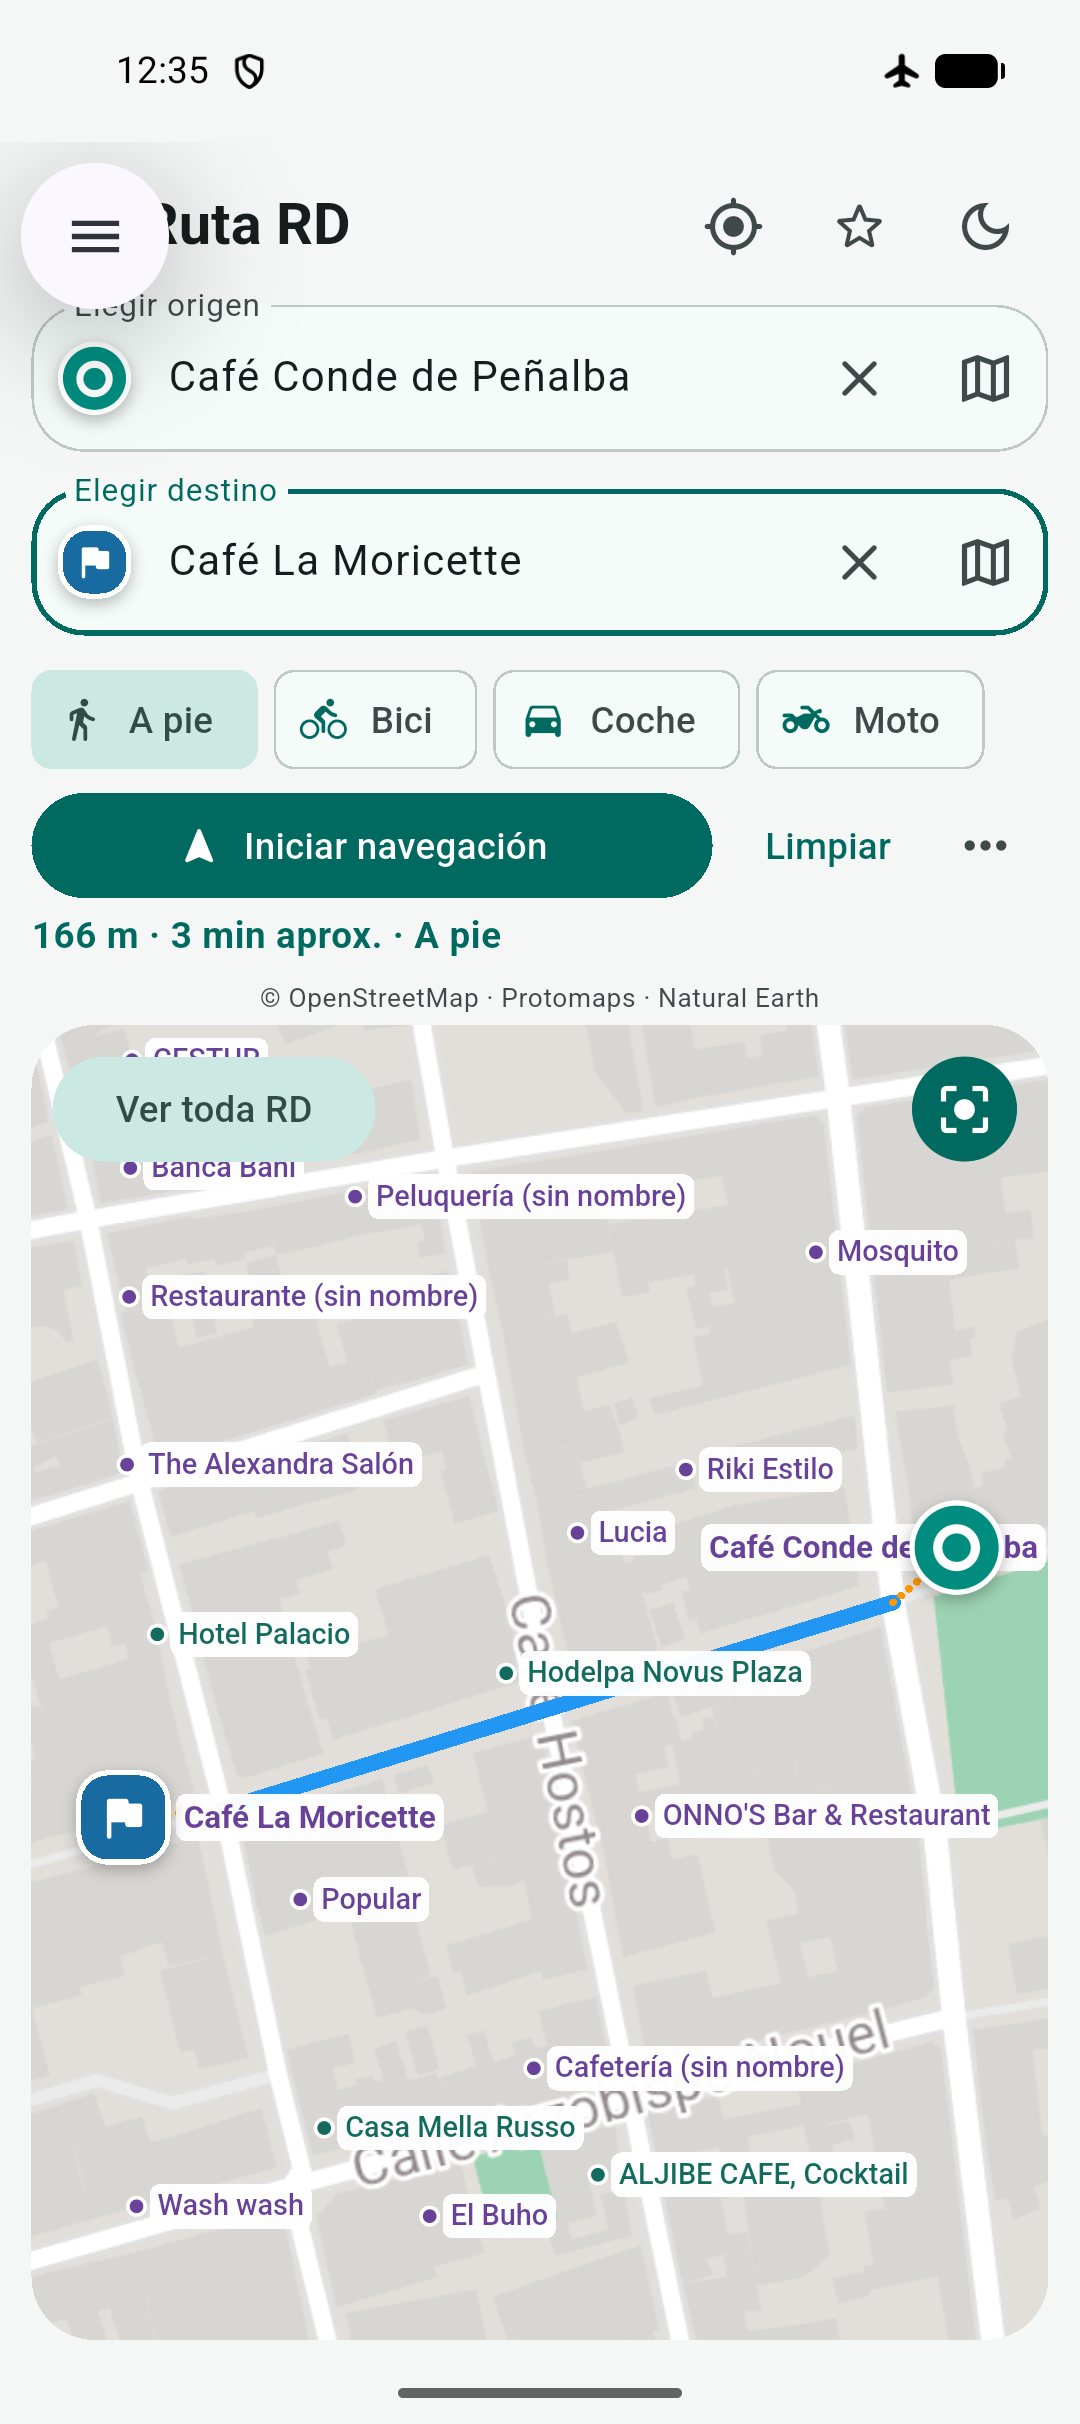 12:35
Ruta RD
Elegir origen
Café Conde de Peñalba
Elegir destino
Café La Moricette
A pie
Bici
Coche
Moto
Iniciar navegación
Limpiar
166 m · 3 min aprox. · A pie
© OpenStreetMap · Protomaps · Natural Earth
Ver toda RD
Banca Bani
Peluquería (sin nombre)
Mosquito
Restaurante (sin nombre)
The Alexandra Salón
Riki Estilo
Lucia
Café Conde de ba
Hotel Palacio
Hodelpa Novus Plaza
Hostos
Café La Moricette
ONNO'S Bar & Restaurant
Popular
Cafetería (sin nombre)
Casa Mella Russo
Calle Arzobispo Nouel
ALJIBE CAFE, Cocktail
Wash wash
El Buho